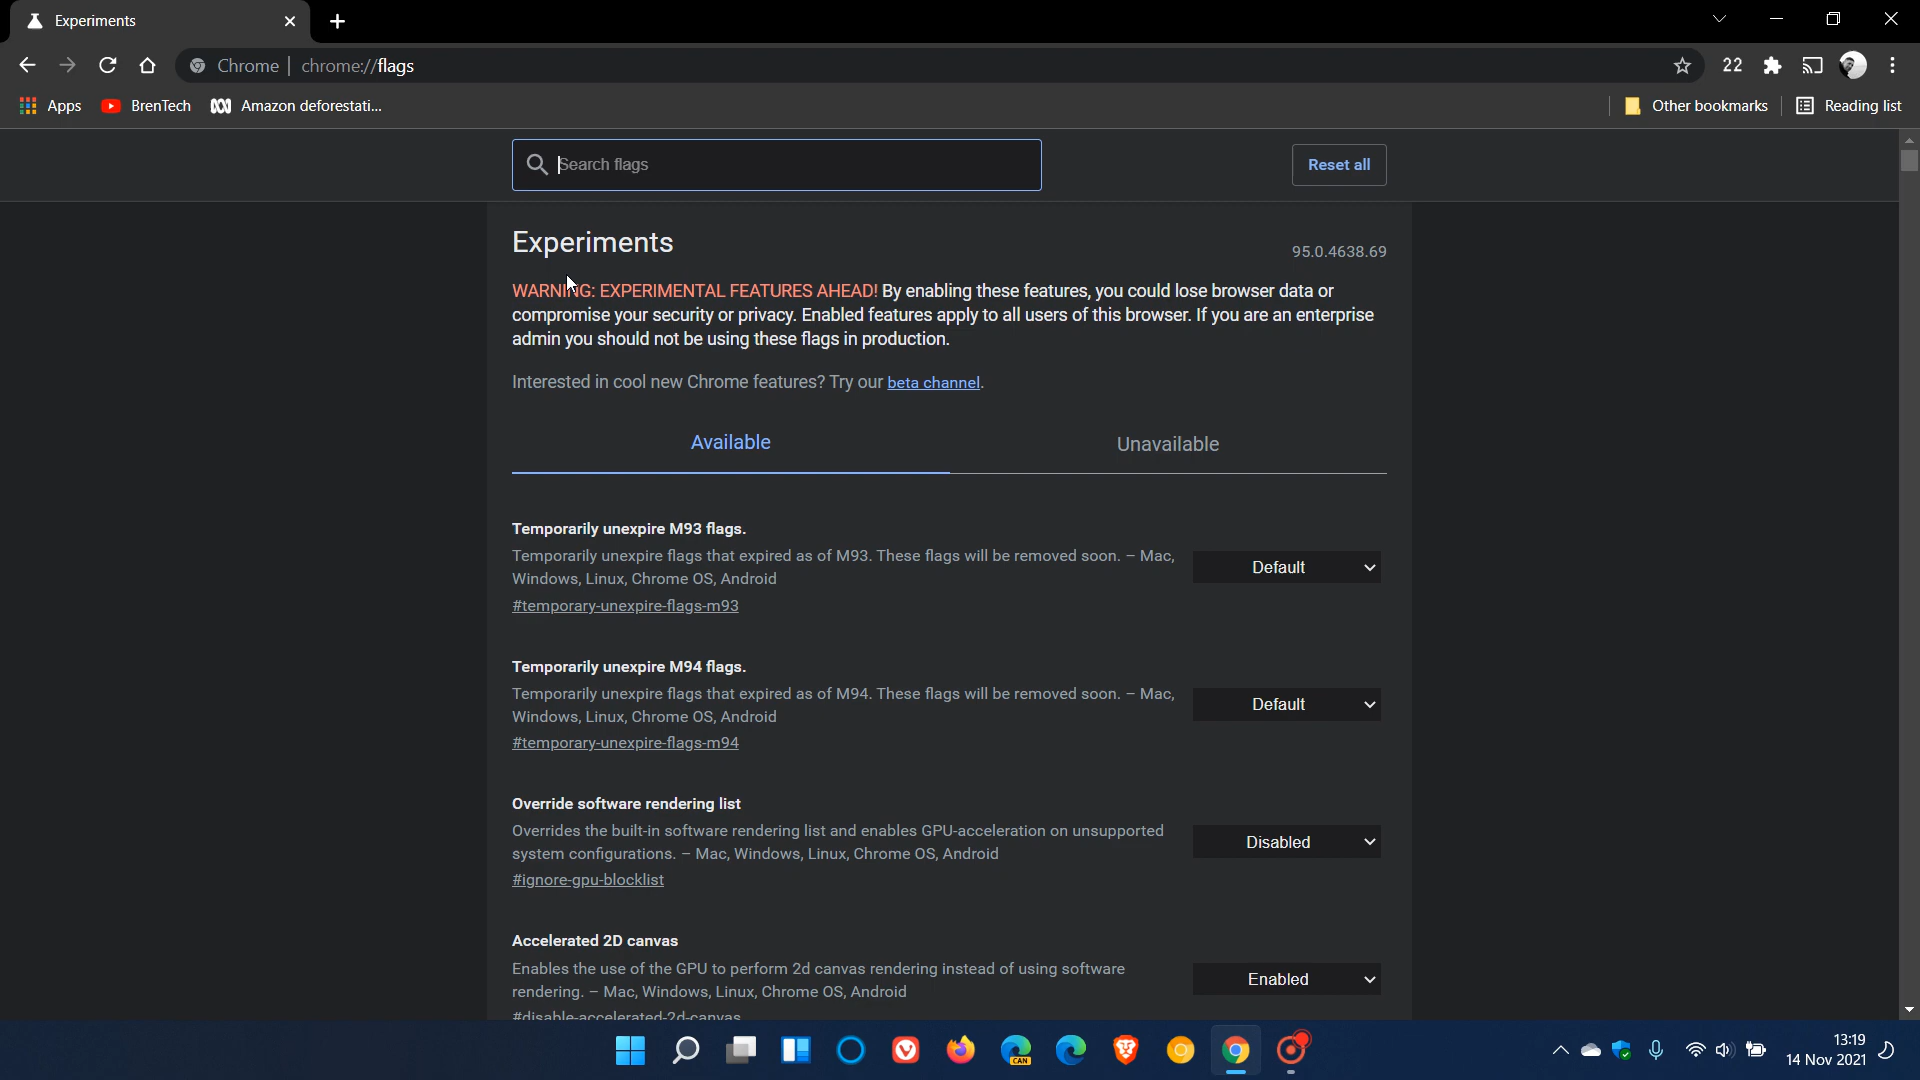 Experiments
Chrome | chrome://flags
22
Apps
BrenTech
Amazon deforestati...
Other bookmarks
Reading list
Search flags
Reset all
Experiments
95.0.4638.69
WARNING: EXPERIMENTAL FEATURES AHEAD! By enabling these features, you could lose browser data or
compromise your security or privacy. Enabled features apply to all users of this browser. If you are an enterprise
admin you should not be using these flags in production.
Interested in cool new Chrome features? Try our beta channel.
Available
Unavailable
Temporarily unexpire M93 flags.
Temporarily unexpire flags that expired as of M93. These flags will be removed soon. – Mac,
Windows, Linux, Chrome OS, Android
#temporary-unexpire-flags-m93
Default
Temporarily unexpire M94 flags.
Temporarily unexpire flags that expired as of M94. These flags will be removed soon. – Mac,
Windows, Linux, Chrome OS, Android
#temporary-unexpire-flags-m94
Default
Override software rendering list
Overrides the built-in software rendering list and enables GPU-acceleration on unsupported
system configurations. – Mac, Windows, Linux, Chrome OS, Android
#ignore-gpu-blocklist
Disabled
Accelerated 2D canvas
Enables the use of the GPU to perform 2d canvas rendering instead of using software
rendering. – Mac, Windows, Linux, Chrome OS, Android
#disable-accelerated-2d-canvas
Enabled
CAN
13:19
14 Nov 2021